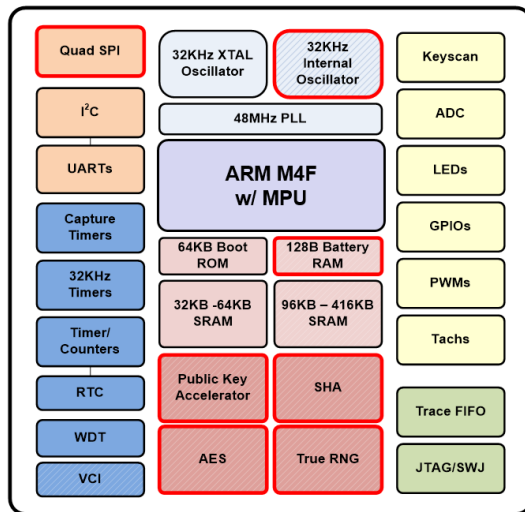 Quad SPI
I²C
UARTs
Capture
Timers
32KHz
Timers
Timer/
Counters
RTC
WDT
VCI
32KHz XTAL
Oscillator
32KHz
Internal
Oscillator
48MHz PLL
ARM M4F
w/ MPU
64KB Boot
ROM
128B Battery
RAM
32KB -64KB
SRAM
96KB – 416KB
SRAM
Public Key
Accelerator
SHA
AES
True RNG
Keyscan
ADC
LEDs
GPIOs
PWMs
Tachs
Trace FIFO
JTAG/SWJ